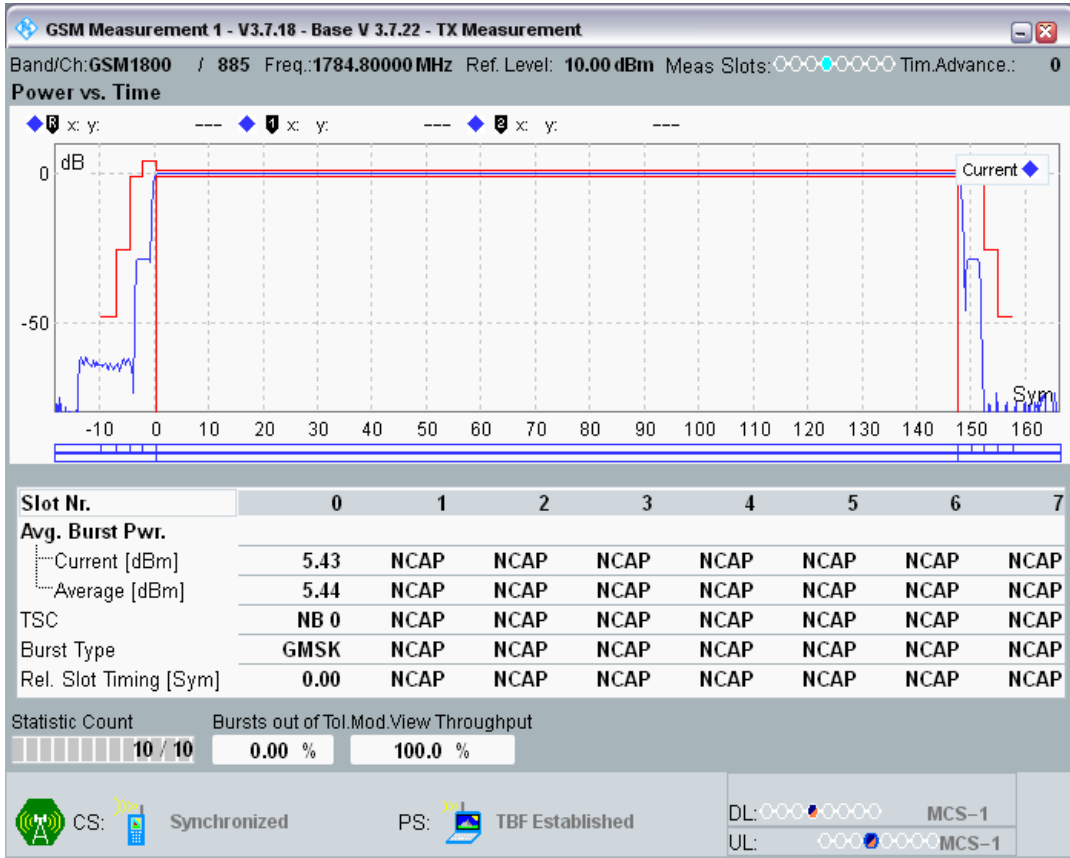 GSM Measurement 1 - V3.7.18 - Base V 3.7.22 - TX Measurement
Band/Ch:GSM1800 / 885 Freq.:1784.80000 MHz Ref. Level: 10.00 dBm Meas Slots: Tim.Advance.: 0
Power vs. Time
R x: y: --- 1 x: y: --- 2 x: y: ---
dB
Current
0
-50
Sym
-10 0 10 20 30 40 50 60 70 80 90 100 110 120 130 140 150 160
Slot Nr. 0 1 2 3 4 5 6 7
Avg. Burst Pwr.
Current [dBm] 5.43 NCAP NCAP NCAP NCAP NCAP NCAP NCAP
Average [dBm] 5.44 NCAP NCAP NCAP NCAP NCAP NCAP NCAP
TSC NB 0 NCAP NCAP NCAP NCAP NCAP NCAP NCAP
Burst Type GMSK NCAP NCAP NCAP NCAP NCAP NCAP NCAP
Rel. Slot Timing [Sym] 0.00 NCAP NCAP NCAP NCAP NCAP NCAP NCAP
Statistic Count Bursts out of Tol.Mod.View Throughput
10 / 10 0.00 % 100.0 %
CS: Synchronized PS: TBF Established
DL: MCS-1
UL: MCS-1